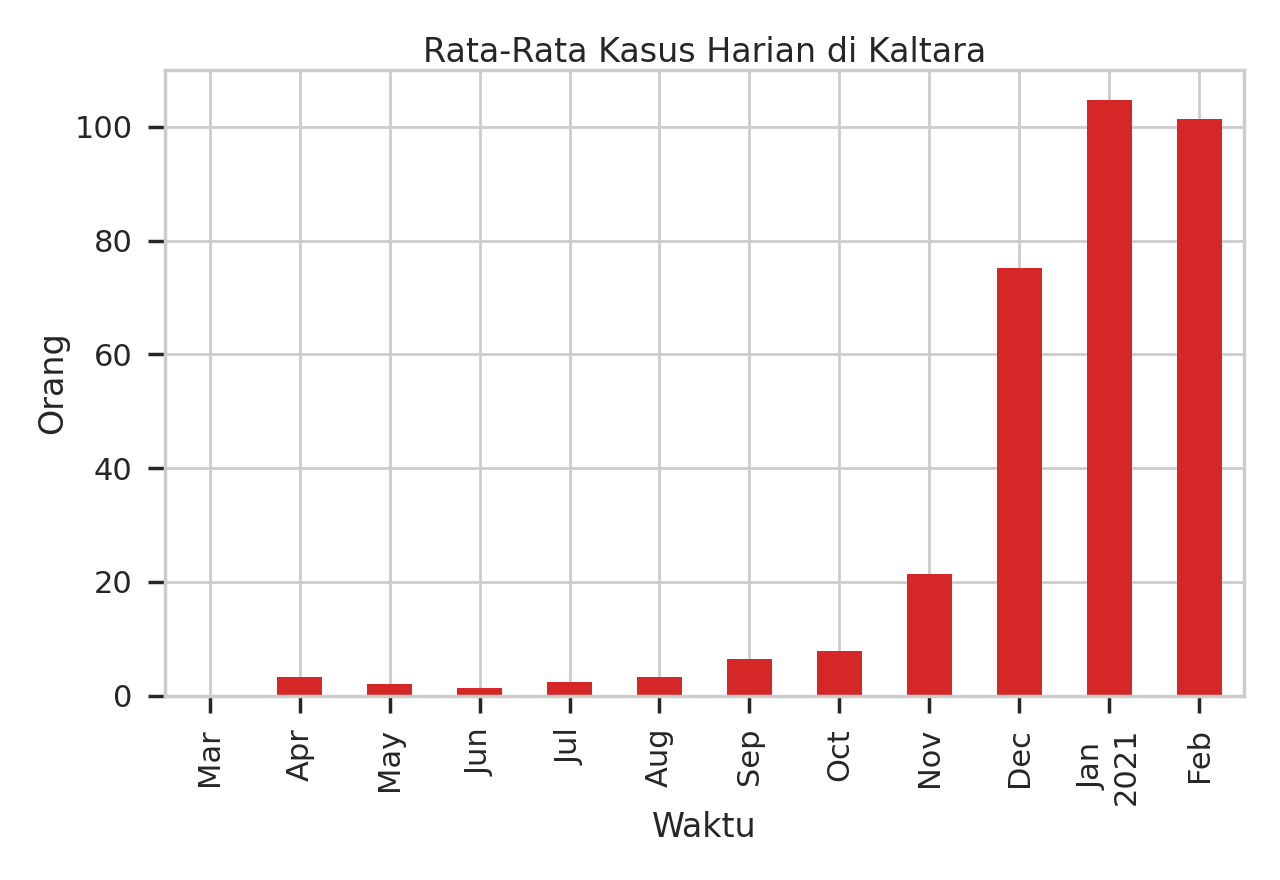 Rata-Rata Kasus Harian di Kaltara
Orang
100
80
60
40
20
0
Mar
Apr
May
Jun
Jul
Aug
Sep
Oct
Nov
Dec
Jan
2021
Feb
Waktu